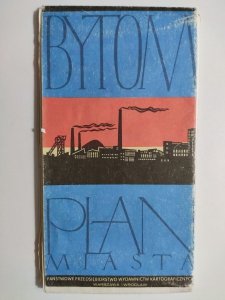 BYTOM
PLAN
MIASTA
PAŃSTWOWE PRZEDSIĘBIORSTWO WYDAWNICTW KARTOGRAFICZNYCH
WARSZAWA - WROCŁAW